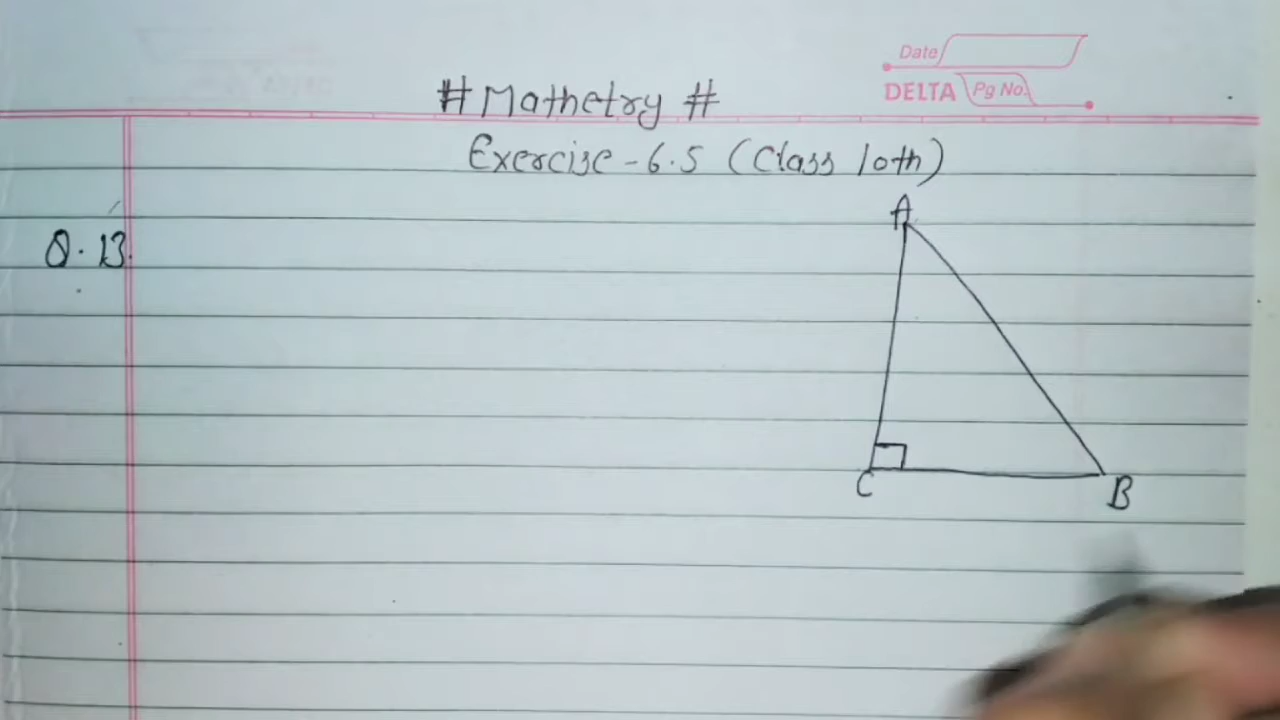 Date
DELTA Pg No.
# Mathetry #
Exercise - 6.5 (Class 10th)
Q. 13.
A
C
B